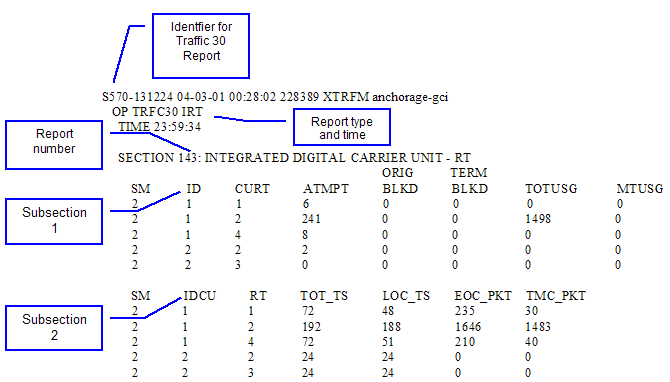 Identfier for
Traffic 30
Report
S570-131224 04-03-01 00:28:02 228389 XTRFM anchorage-gci
OP TRFC30 IRT
TIME 23:59:34
Report type
and time
Report
number
SECTION 143: INTEGRATED DIGITAL CARRIER UNIT - RT
ORIG TERM
SM ID CURT ATMPT BLKD BLKD TOTUSG MTUSG
2 1 1 6 0 0 0 0
2 1 2 241 0 0 1498 0
2 1 4 8 0 0 0 0
2 2 2 2 0 0 0 0
2 2 3 0 0 0 0 0
Subsection
1
SM IDCU RT TOT_TS LOC_TS EOC_PKT TMC_PKT
2 1 1 72 48 235 30
2 1 2 192 188 1646 1483
2 1 4 72 51 210 40
2 2 2 24 24 0 0
2 2 3 24 24 0 0
Subsection
2